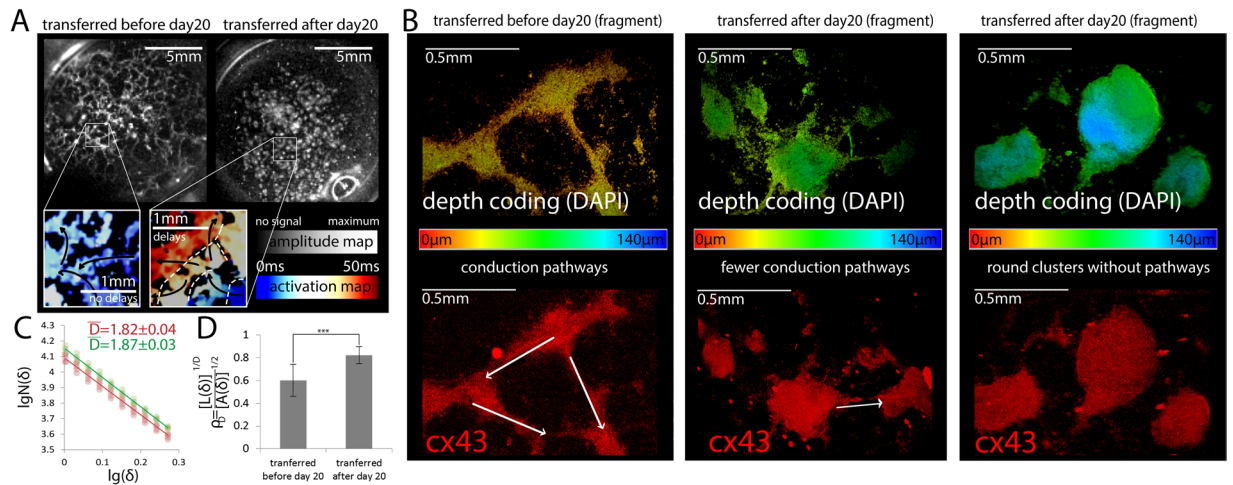 A
transferred before day20
transferred after day20
5mm
5mm
1mm
no delays
1mm
delays
no signal
maximum
amplitude map
0ms
50ms
activation map
B
transferred before day20 (fragment)
transferred after day20 (fragment)
transferred after day20 (fragment)
0.5mm
0.5mm
0.5mm
depth coding (DAPI)
depth coding (DAPI)
depth coding (DAPI)
0µm
140µm
0µm
140µm
0µm
140µm
conduction pathways
fewer conduction pathways
round clusters without pathways
0.5mm
0.5mm
0.5mm
cx43
cx43
cx43
C
D=1.82±0.04
D=1.87±0.03
lgN(δ)
4.3
4.2
4.1
4
3.9
3.8
3.7
3.6
3.5
0
0.1
0.2
0.3
lg(δ)
D
ρD=[L(δ)]^1/D/[A(δ)]^-1/2
1
0.8
0.6
0.4
0.2
0
***
tranferred
before day 20
tranferred
after day 20